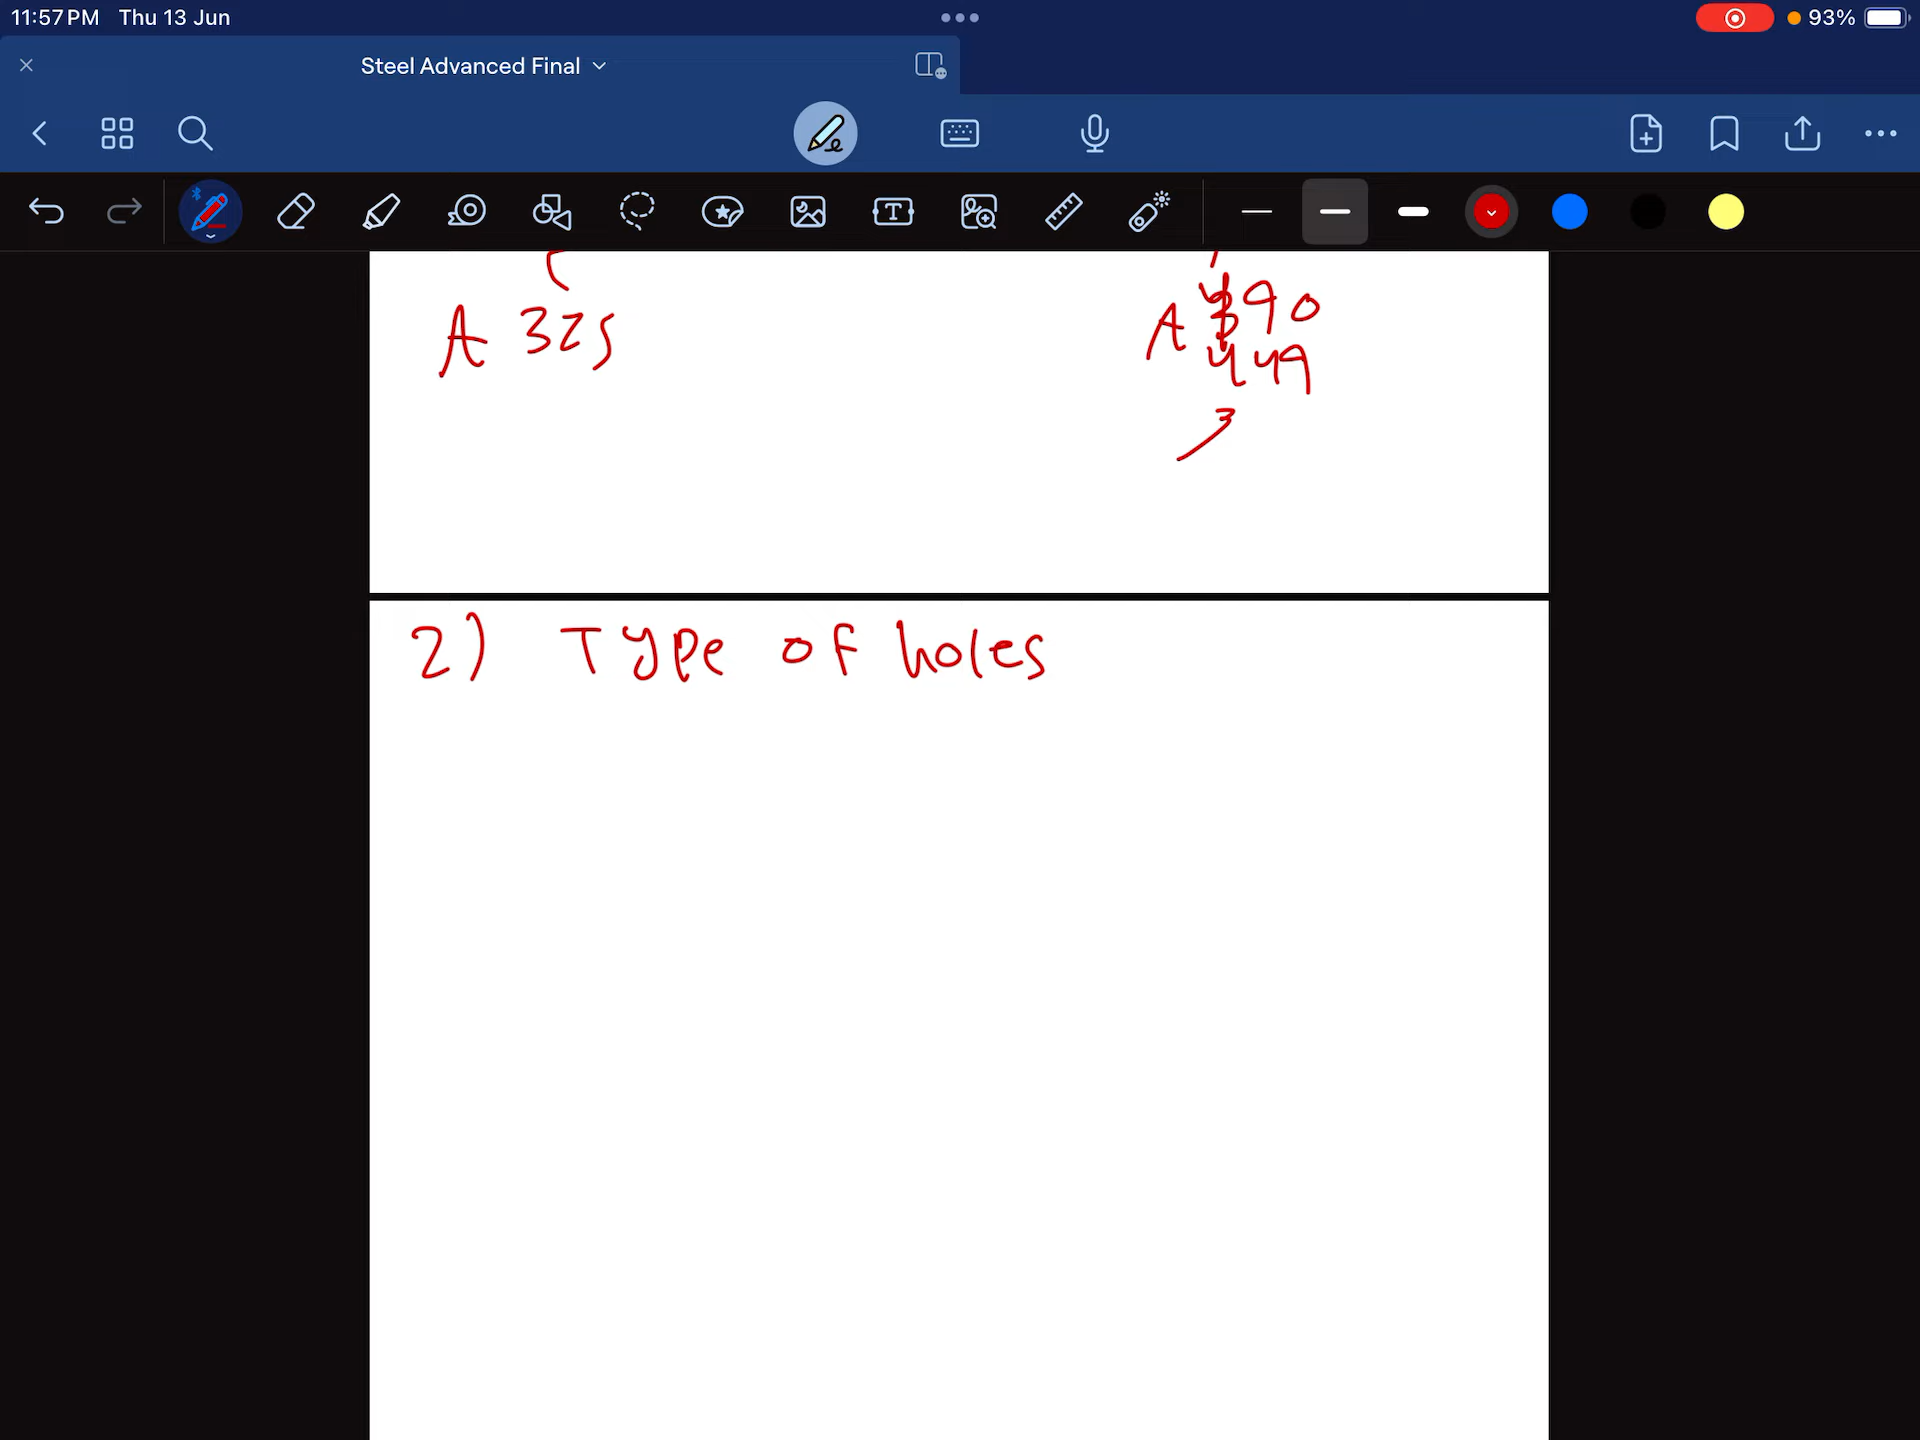 11:57 PM Thu 13 Jun
93%
Steel Advanced Final
A 325
A 490
449
2) Type of holes